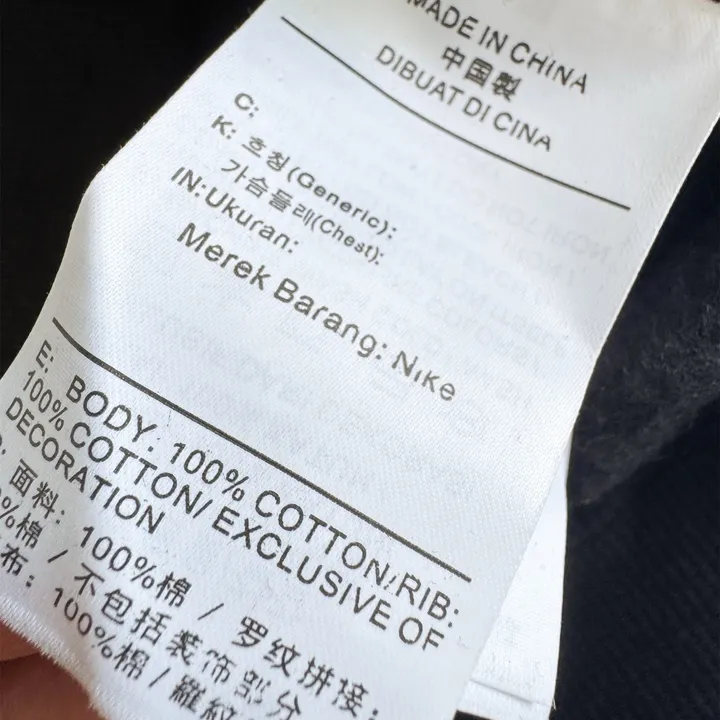 MADE IN CHINA
中国製
DIBUAT DI CINA
C:
K: 호칭(Generic):
가슴둘레(Chest):
IN:Ukuran:
Merek Barang: Nike
E: BODY: 100% COTTON/RIB:
100% COTTON/ EXCLUSIVE OF
DECORATION
面料: 100%棉 / 罗纹拼接:
%棉 / 不包括装饰部分
布: 100%棉/羅紋